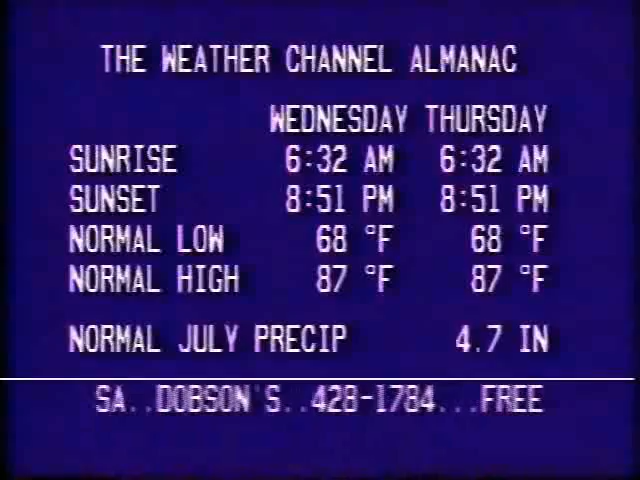 THE WEATHER CHANNEL ALMANAC
WEDNESDAY THURSDAY
SUNRISE 6:32 AM 6:32 AM
SUNSET 8:51 PM 8:51 PM
NORMAL LOW 68 °F 68 °F
NORMAL HIGH 87 °F 87 °F
NORMAL JULY PRECIP 4.7 IN
SA..DOBSON'S..428-1784...FREE